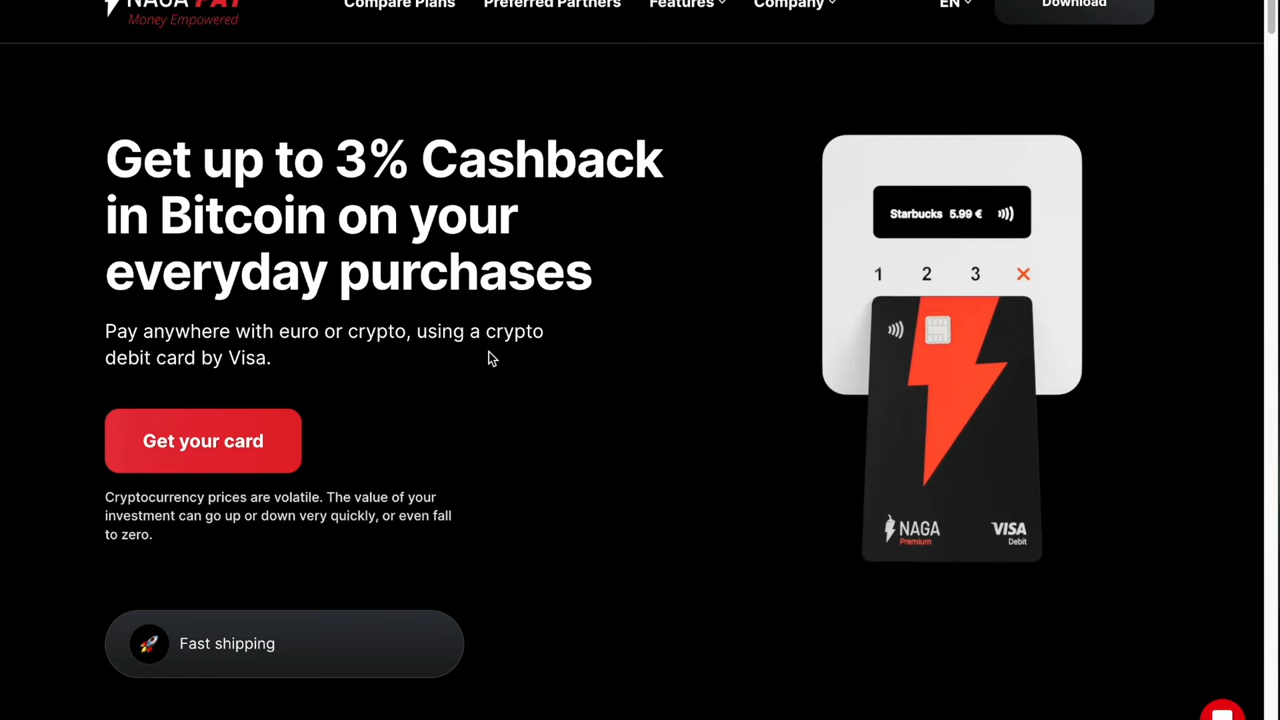 NAGA PAY
Money Empowered
Compare Plans
Preferred Partners
Features
Company
EN
Download
Get up to 3% Cashback
in Bitcoin on your
everyday purchases
Pay anywhere with euro or crypto, using a crypto
debit card by Visa.
Get your card
Cryptocurrency prices are volatile. The value of your
investment can go up or down very quickly, or even fall
to zero.
Fast shipping
Starbucks 5.99 €
1 2 3 ×
NAGA
Premium
VISA
Debit